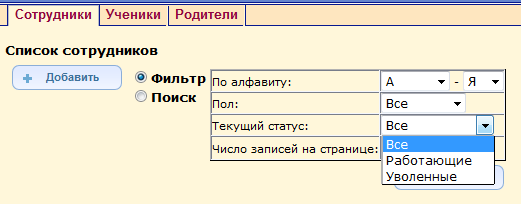 Сотрудники Ученики Родители
Список сотрудников
Добавить
Фильтр
Поиск
По алфавиту: А - Я
Пол: Все
Текущий статус: Все
Число записей на странице:
Все
Работающие
Уволенные